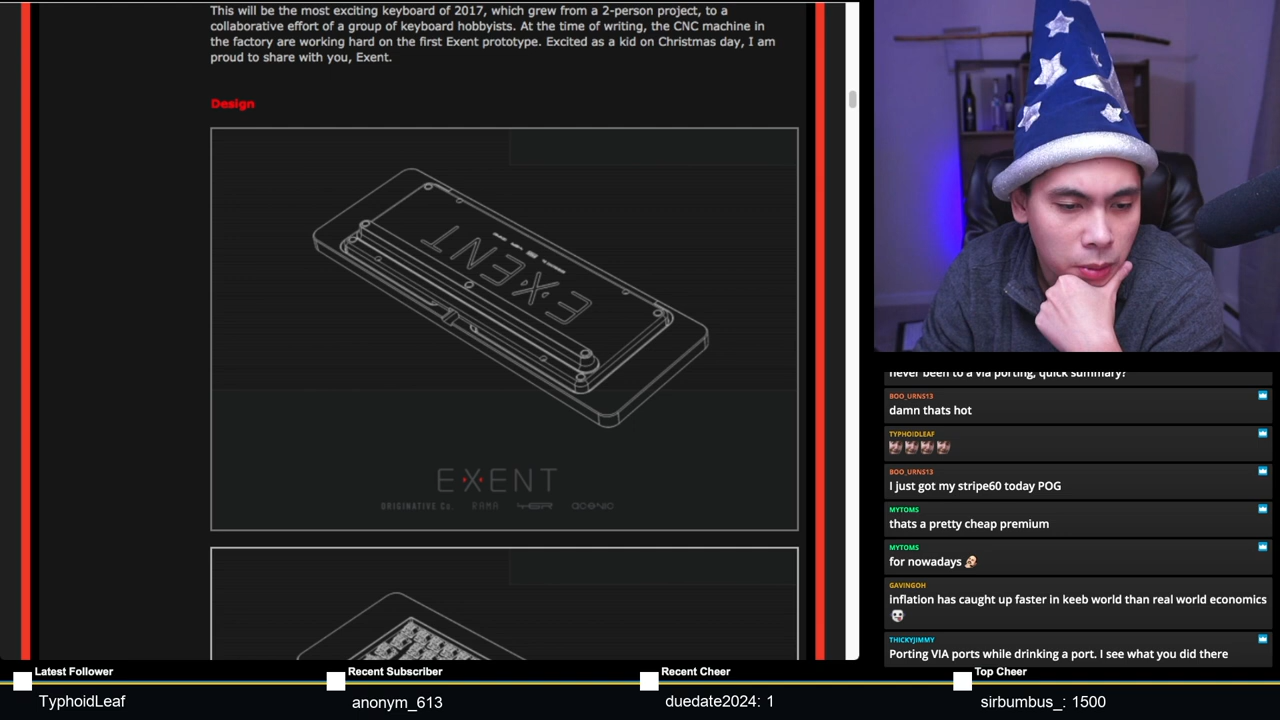 This will be the most exciting keyboard of 2017, which grew from a 2-person project, to a
collaborative effort of a group of keyboard hobbyists. At the time of writing, the CNC machine in
the factory are working hard on the first Exent prototype. Excited as a kid on Christmas day, I am
proud to share with you, Exent.
Design
EXENT
EXENT
ORIGINATIVE Co. RAMA
never been to a via porting, quick summary?
BOO_URNS13
damn thats hot
TYPHOIDLEAF
BOO_URNS13
I just got my stripe60 today POG
MYTOMS
thats a pretty cheap premium
MYTOMS
for nowadays
GAVINGOH
inflation has caught up faster in keeb world than real world economics
THICKYJIMMY
Porting VIA ports while drinking a port. I see what you did there
Latest Follower
TyphoidLeaf
Recent Subscriber
anonym_613
Recent Cheer
duedate2024: 1
Top Cheer
sirbumbus_: 1500